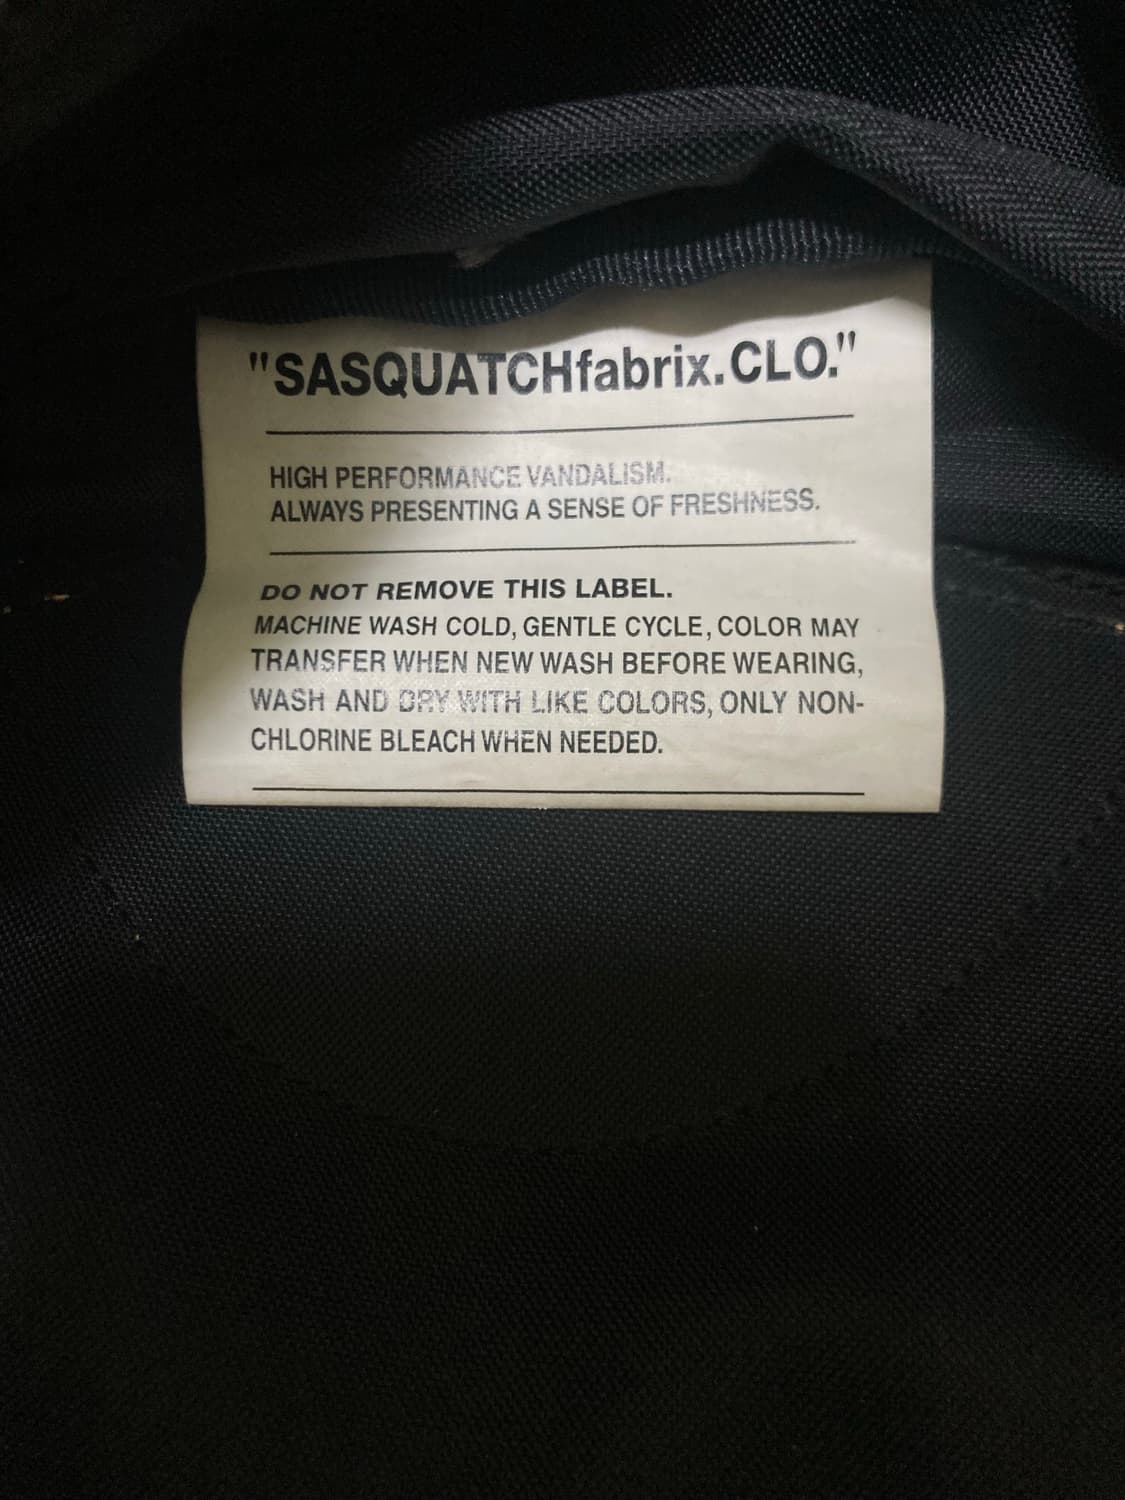 "SASQUATCHfabrix.CLO."
HIGH PERFORMANCE VANDALISM.
ALWAYS PRESENTING A SENSE OF FRESHNESS.
DO NOT REMOVE THIS LABEL.
MACHINE WASH COLD, GENTLE CYCLE, COLOR MAY
TRANSFER WHEN NEW WASH BEFORE WEARING,
WASH AND DRY WITH LIKE COLORS, ONLY NON-
CHLORINE BLEACH WHEN NEEDED.